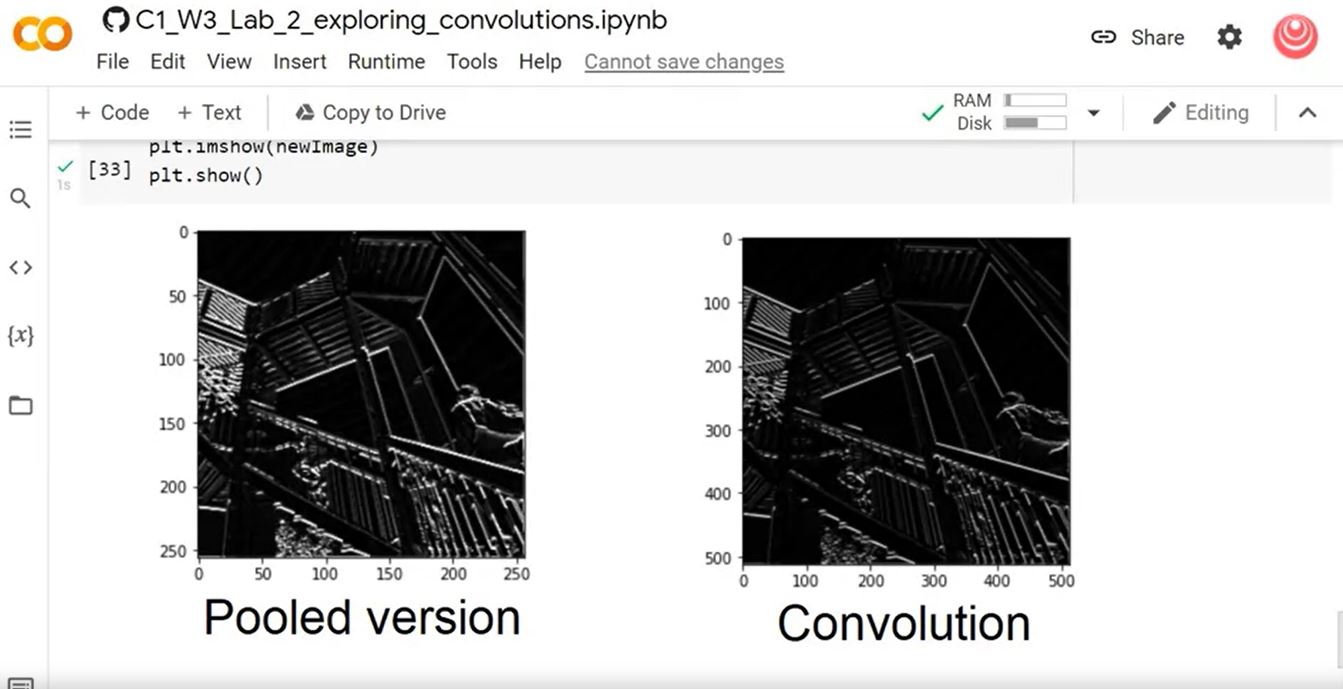 C1_W3_Lab_2_exploring_convolutions.ipynb
File Edit View Insert Runtime Tools Help Cannot save changes
Share
+ Code + Text Copy to Drive
RAM
Disk
Editing
plt.imshow(newImage)
[33] plt.show()
1s
{x}
0
50
100
150
200
250
0 50 100 150 200 250
Pooled version
0
100
200
300
400
500
0 100 200 300 400 500
Convolution